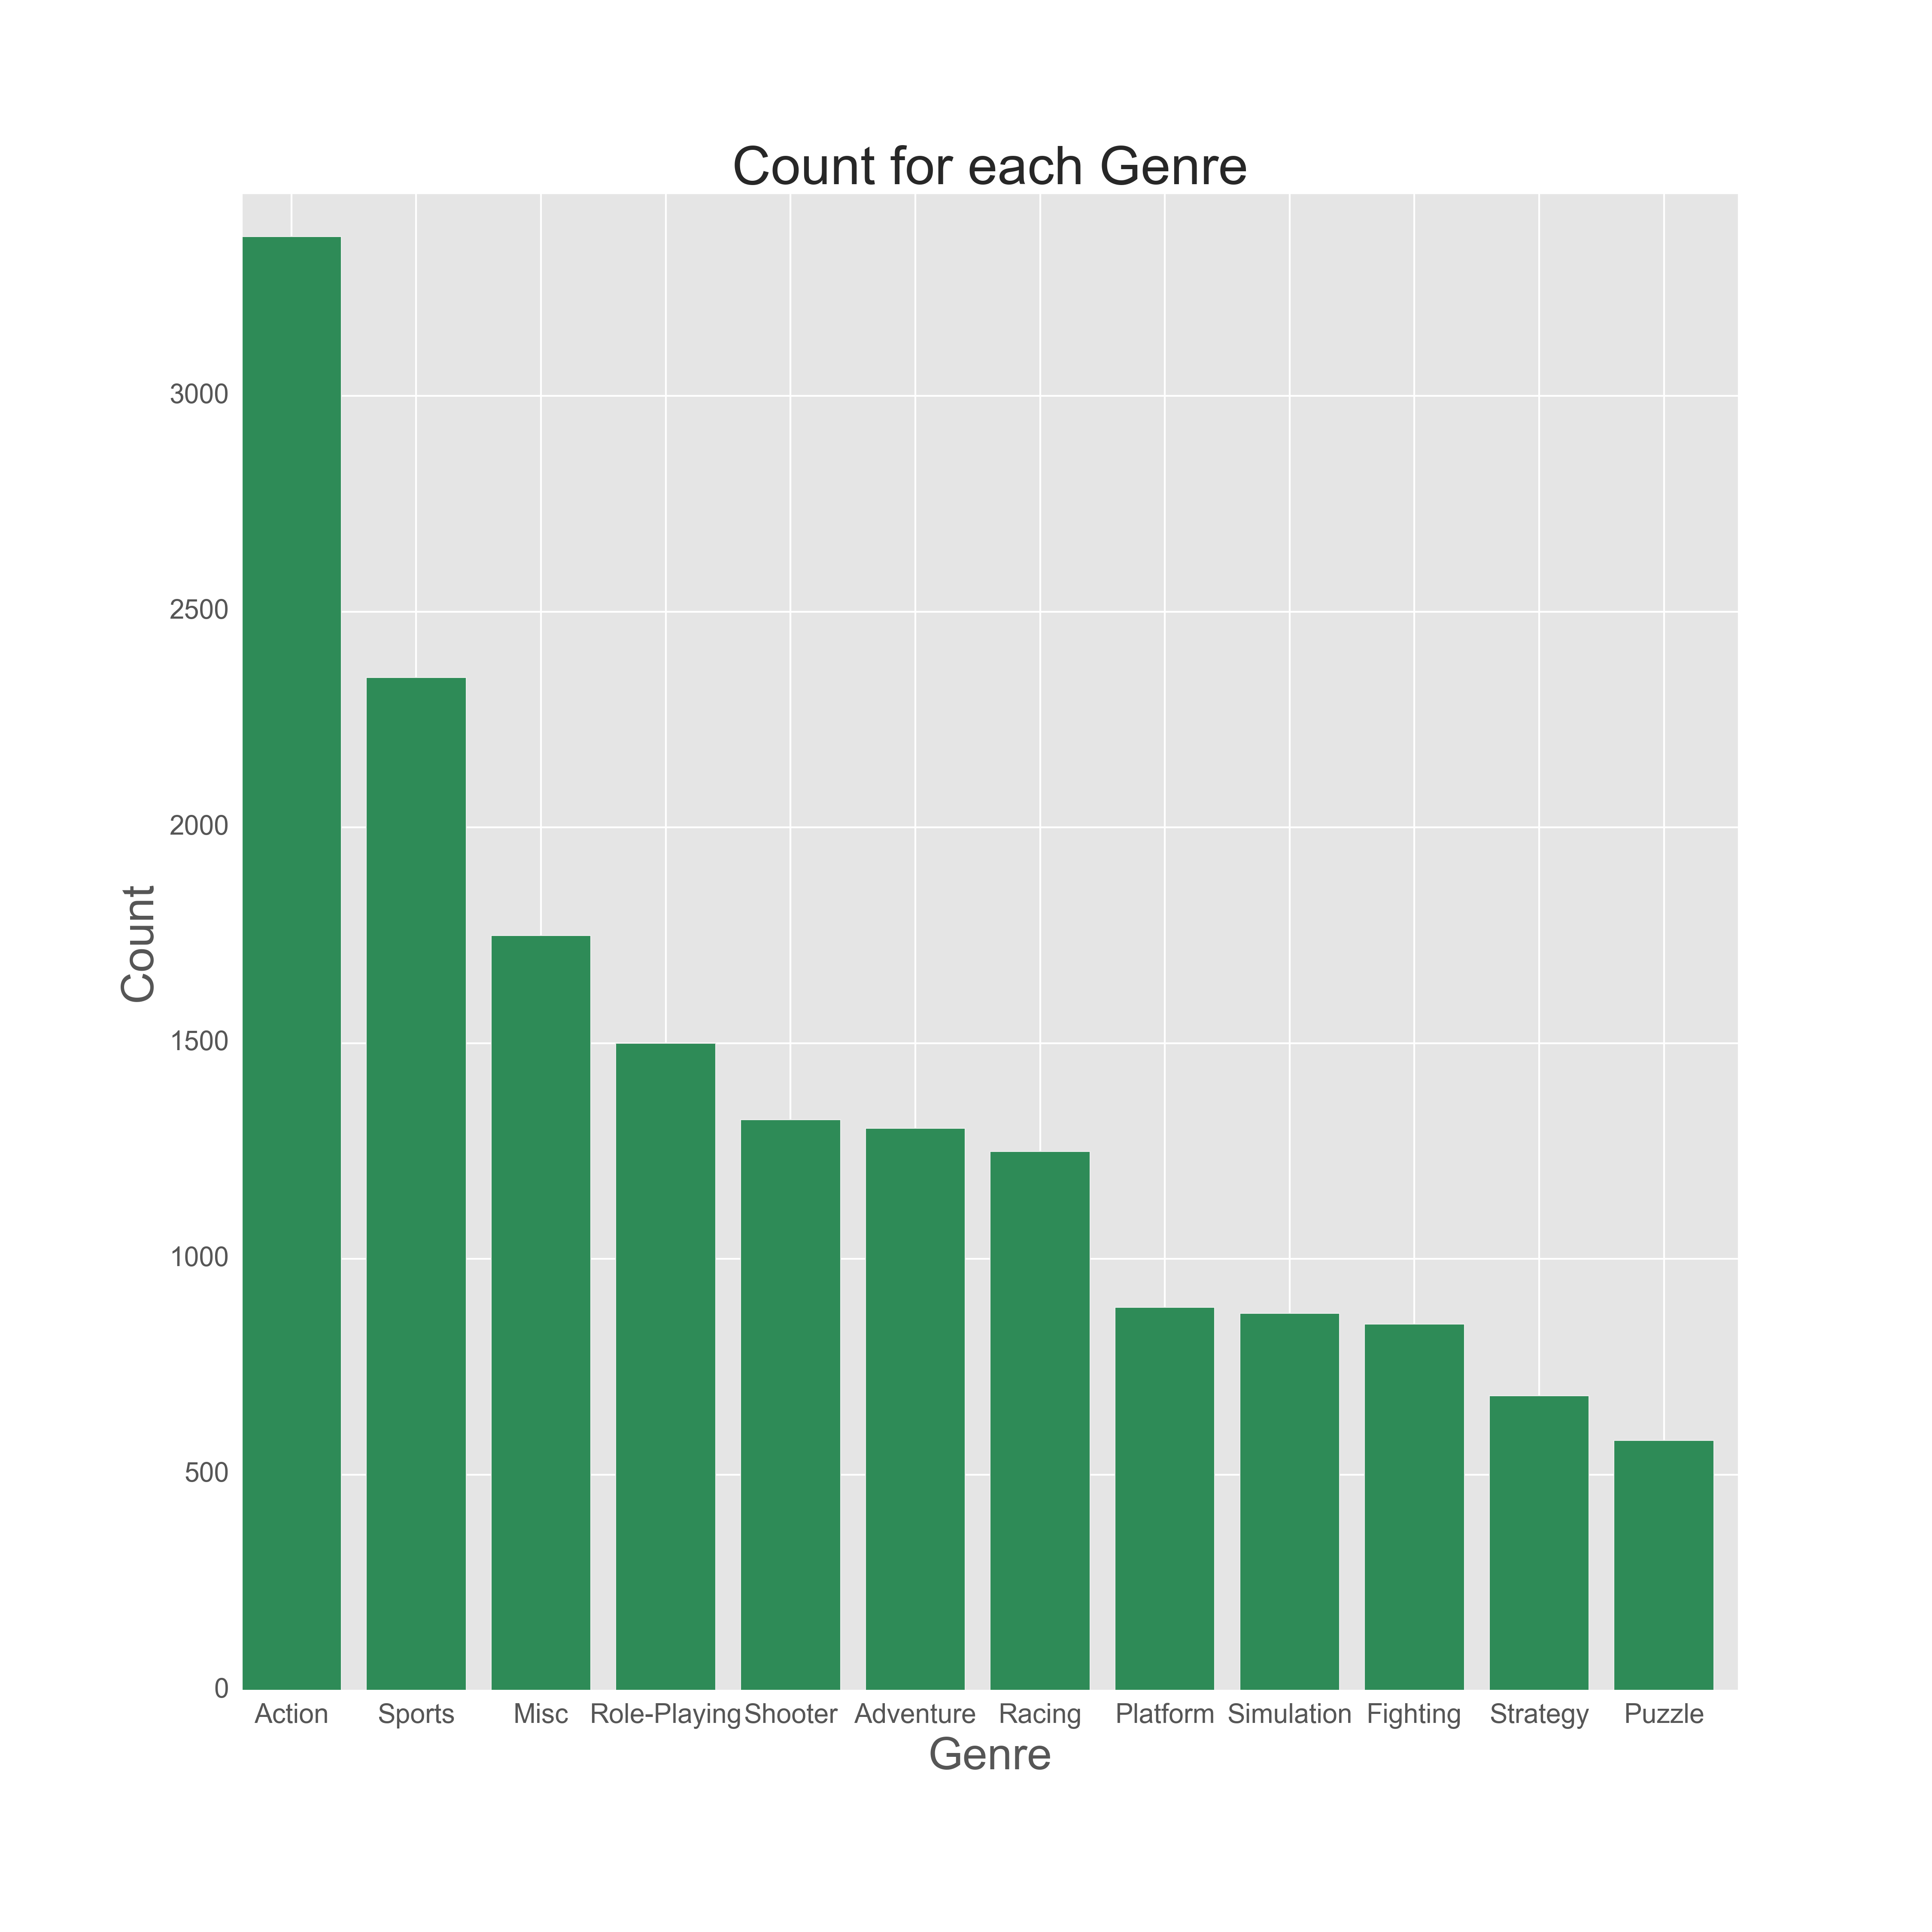 Count for each Genre
3000
2500
2000
1500
1000
500
0
Count
Action Sports Misc Role-Playing Shooter Adventure Racing Platform Simulation Fighting Strategy Puzzle
Genre